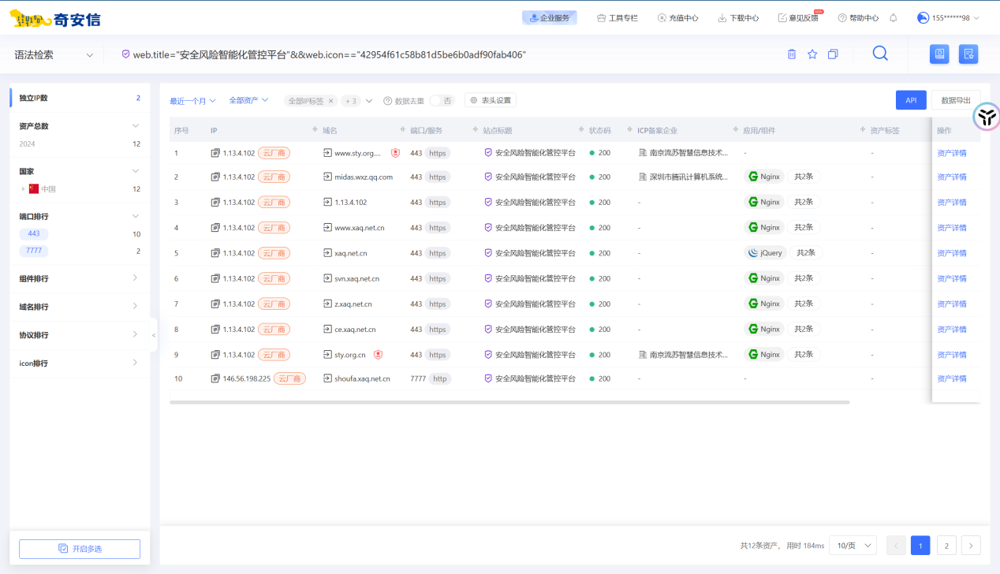 奇安信
企业服务 工具专栏 充值中心 下载中心 意见反馈 NEW 帮助中心 155******98
语法检索 web.title="安全风险智能化管控平台"&&web.icon=="42954f61c58b81d5be6b0adf90fab406"
独立IP数 2
资产总数
2024 12
国家
中国 12
端口排行
443 10
7777 2
组件排行
域名排行
协议排行
icon排行
开启多选
最近一个月 全部资产 全部IP标签 × + 3 数据去重 否 表头设置 API 数据导出
序号 IP 域名 端口/服务 站点标题 状态码 ICP备案企业 应用/组件 资产标签 操作
1 1.13.4.102 云厂商 www.sty.org.... 443 https 安全风险智能化管控平台 200 南京流苏智慧信息技术... - - 资产详情
2 1.13.4.102 云厂商 midas.wxz.qq.com 443 https 安全风险智能化管控平台 200 深圳市腾讯计算机系统... Nginx 共2条 - 资产详情
3 1.13.4.102 云厂商 1.13.4.102 443 https 安全风险智能化管控平台 200 - Nginx 共2条 - 资产详情
4 1.13.4.102 云厂商 www.xaq.net.cn 443 https 安全风险智能化管控平台 200 - Nginx 共2条 - 资产详情
5 1.13.4.102 云厂商 xaq.net.cn 443 https 安全风险智能化管控平台 200 - jQuery 共2条 - 资产详情
6 1.13.4.102 云厂商 svn.xaq.net.cn 443 https 安全风险智能化管控平台 200 - Nginx 共2条 - 资产详情
7 1.13.4.102 云厂商 z.xaq.net.cn 443 https 安全风险智能化管控平台 200 - Nginx 共2条 - 资产详情
8 1.13.4.102 云厂商 ce.xaq.net.cn 443 https 安全风险智能化管控平台 200 - Nginx 共2条 - 资产详情
9 1.13.4.102 云厂商 sty.org.cn 443 https 安全风险智能化管控平台 200 南京流苏智慧信息技术... Nginx 共2条 - 资产详情
10 146.56.198.225 云厂商 shoufa.xaq.net.cn 7777 http 安全风险智能化管控平台 200 - - - 资产详情
共12条资产， 用时 184ms 10/页 < 1 2 >